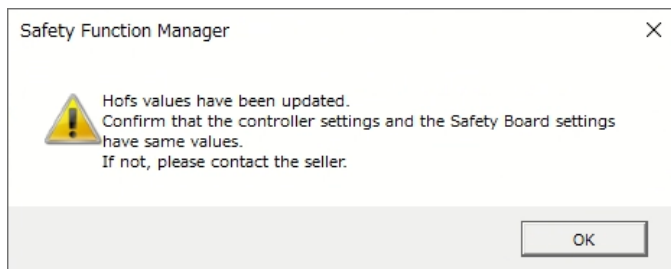 Safety Function Manager
Hofs values have been updated.
Confirm that the controller settings and the Safety Board settings
have same values.
If not, please contact the seller.
OK